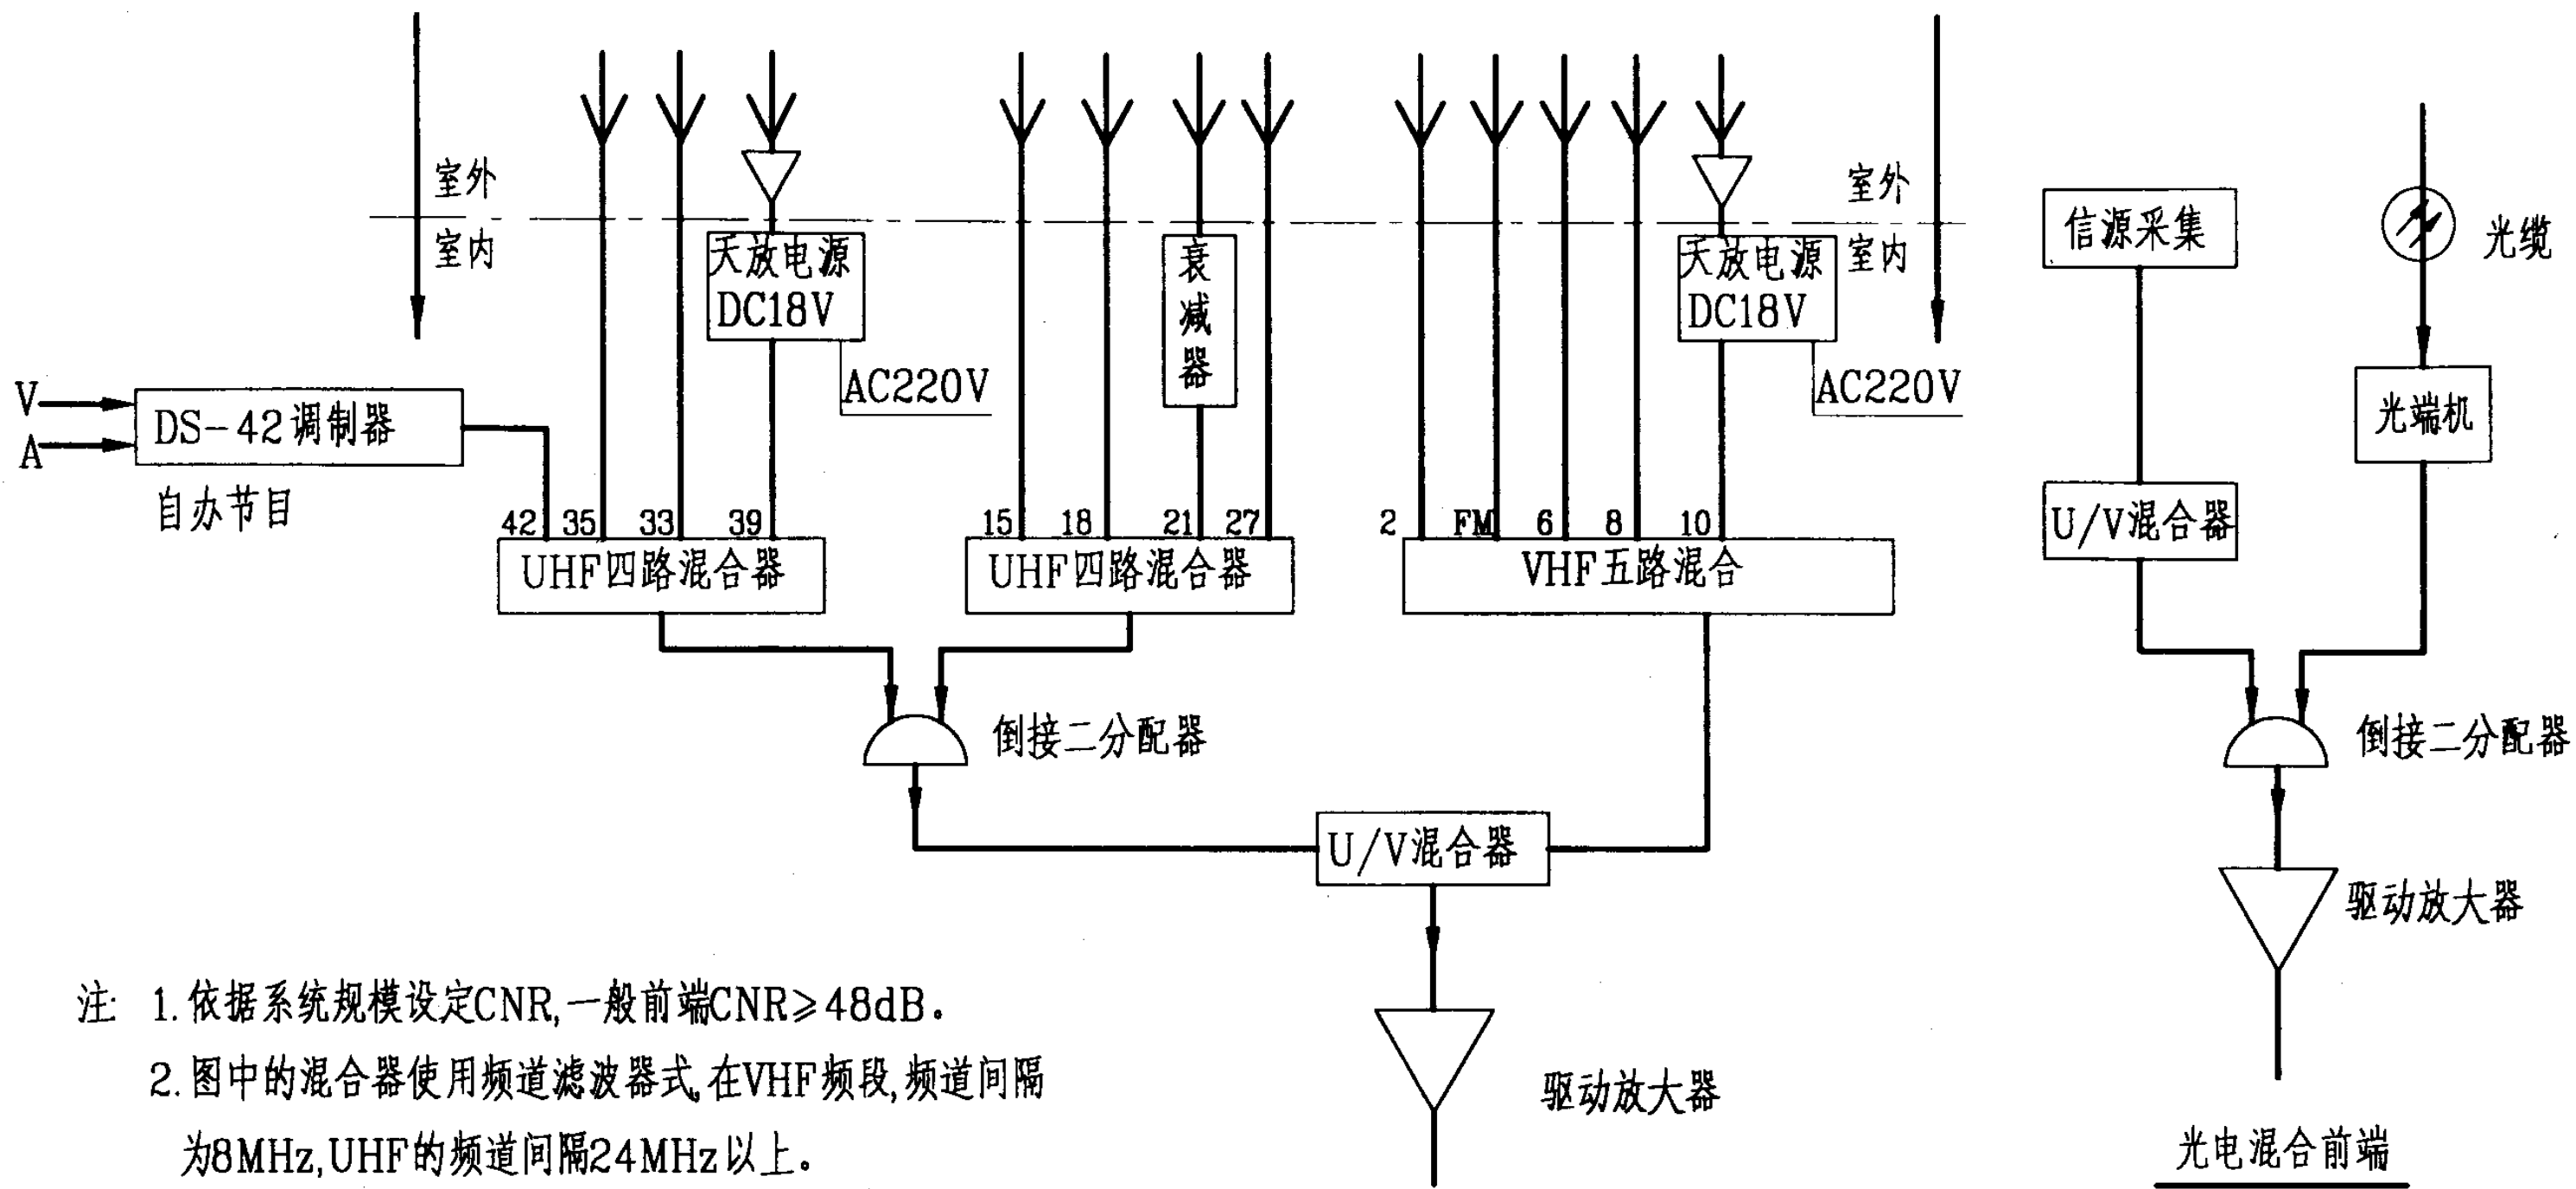 室外
室内
天放电源
DC18V
AC220V
V
A
DS-42调制器
自办节目
衰减器
天放电源
DC18V
AC220V
室外
室内
信源采集
光缆
光端机
42 35 33 39
15 18 21 27
2 FM 6 8 10
UHF四路混合器
UHF四路混合器
VHF五路混合
U/V混合器
倒接二分配器
倒接二分配器
U/V混合器
驱动放大器
驱动放大器
注: 1.依据系统规模设定CNR,一般前端CNR≥48dB。
2.图中的混合器使用频道滤波器式,在VHF频段,频道间隔
为8MHz,UHF的频道间隔24MHz以上。
光电混合前端